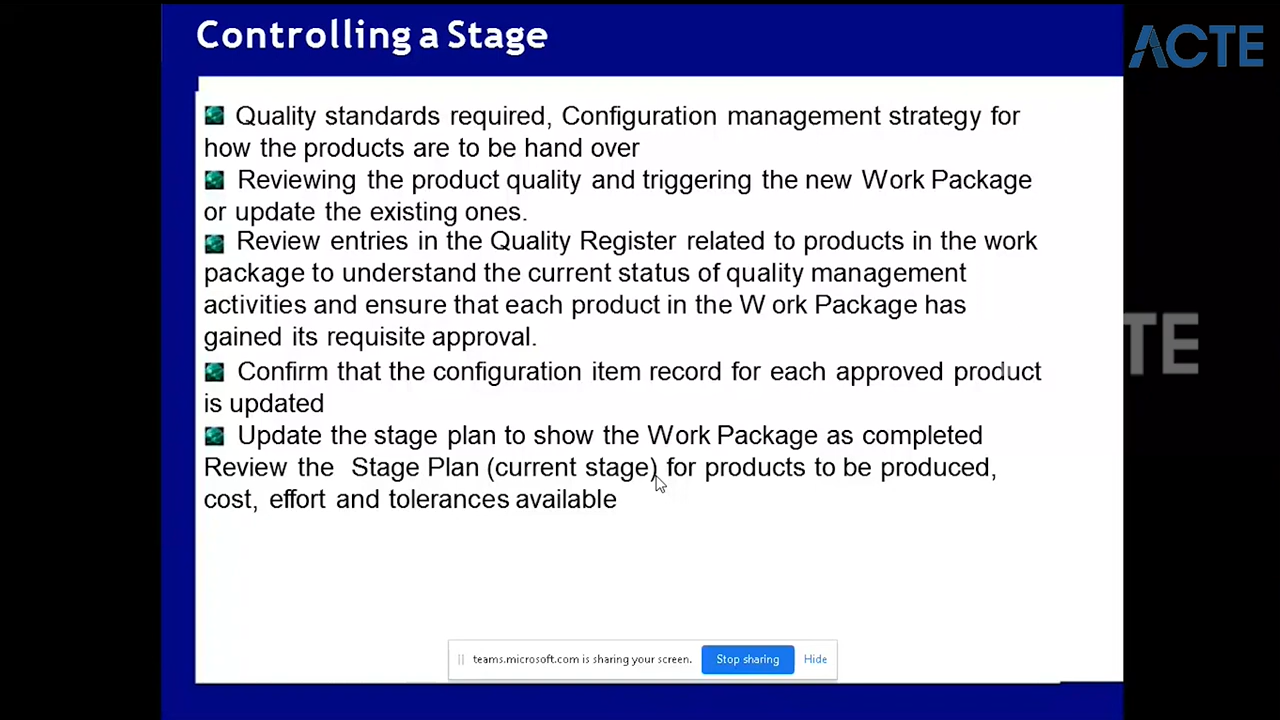 Controlling a Stage
ACTE
Quality standards required, Configuration management strategy for
how the products are to be hand over
Reviewing the product quality and triggering the new Work Package
or update the existing ones.
Review entries in the Quality Register related to products in the work
package to understand the current status of quality management
activities and ensure that each product in the W ork Package has
gained its requisite approval.
TE
Confirm that the configuration item record for each approved product
is updated
Update the stage plan to show the Work Package as completed
Review the Stage Plan (current stage) for products to be produced,
cost, effort and tolerances available
teams.microsoft.com is sharing your screen.
Stop sharing
Hide